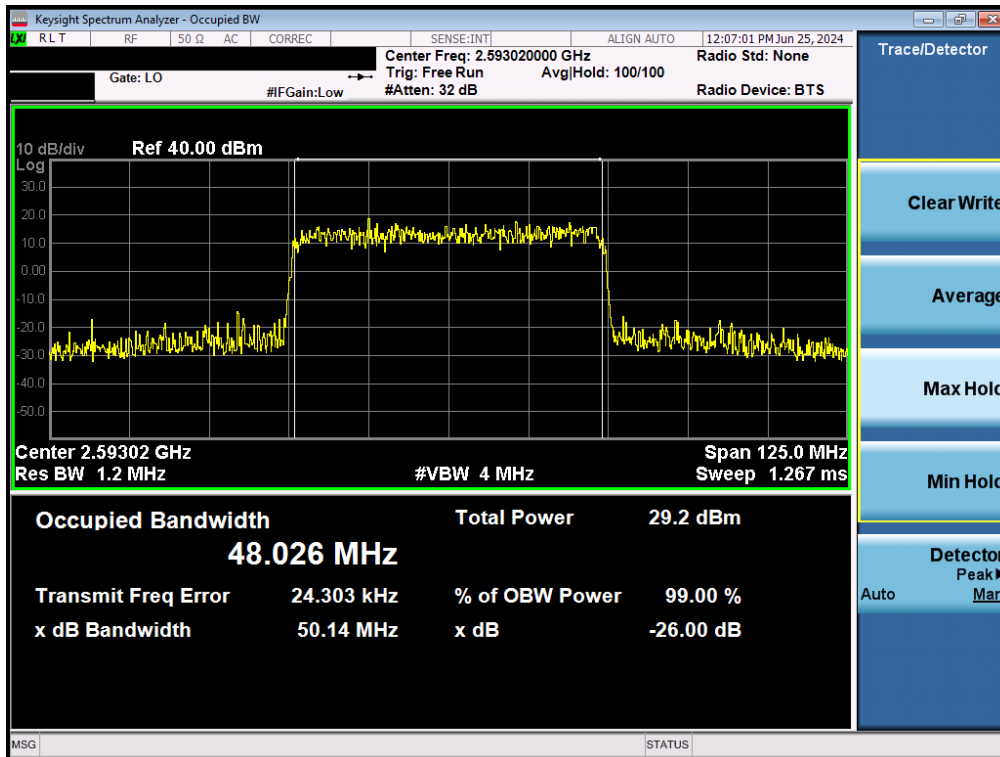 Keysight Spectrum Analyzer - Occupied BW
LXI RLT RF 50 Ω AC CORREC SENSE:INT ALIGN AUTO 12:07:01 PM Jun 25, 2024
Trace/Detector
Center Freq: 2.593020000 GHz Radio Std: None
Gate: LO Trig: Free Run Avg|Hold: 100/100
#IFGain:Low #Atten: 32 dB Radio Device: BTS
10 dB/div Ref 40.00 dBm
Log
30.0
20.0
10.0
0.00
-10.0
-20.0
-30.0
-40.0
-50.0
Center 2.59302 GHz Span 125.0 MHz
Res BW 1.2 MHz #VBW 4 MHz Sweep 1.267 ms
Occupied Bandwidth Total Power 29.2 dBm
48.026 MHz
Transmit Freq Error 24.303 kHz % of OBW Power 99.00 %
x dB Bandwidth 50.14 MHz x dB -26.00 dB
Clear Write
Average
Max Hold
Min Hold
Detector
Peak
Auto Man
MSG STATUS